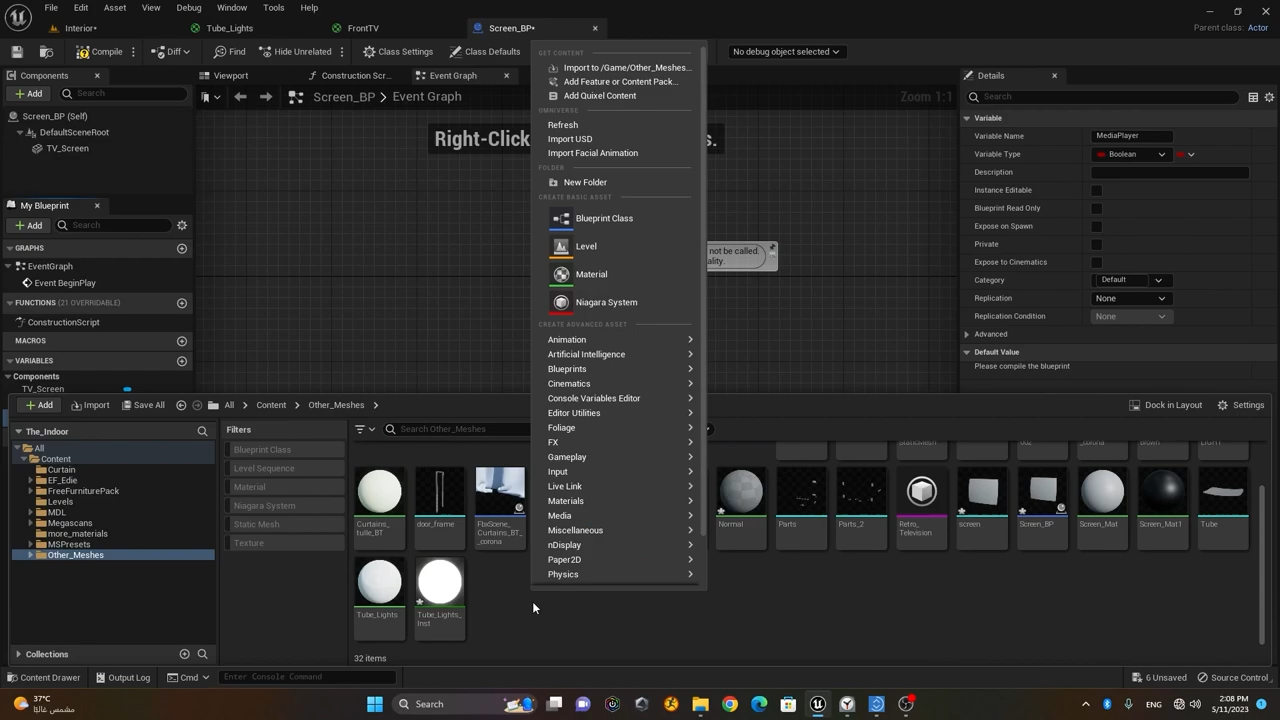 File Edit Asset View Debug Window Tools Help
Interior•
Tube_Lights
FrontTV
Screen_BP•
Parent class: Actor
Compile
Diff
Find
Hide Unrelated
Class Settings
Class Defaults
No debug object selected
Components
Add
Search
Screen_BP (Self)
DefaultSceneRoot
TV_Screen
My Blueprint
Add
Search
GRAPHS
EventGraph
Event BeginPlay
FUNCTIONS (21 OVERRIDABLE)
ConstructionScript
MACROS
VARIABLES
Components
TV_Screen
Viewport
Construction Scr...
Event Graph
Screen_BP > Event Graph
Zoom 1:1
Right-Click
not be called.
GET CONTENT
Import to /Game/Other_Meshes...
Add Feature or Content Pack...
Add Quixel Content
OMNIVERSE
Refresh
Import USD
Import Facial Animation
FOLDER
New Folder
CREATE BASIC ASSET
Blueprint Class
Level
Material
Niagara System
CREATE ADVANCED ASSET
Animation
Artificial Intelligence
Blueprints
Cinematics
Console Variables Editor
Editor Utilities
Foliage
FX
Gameplay
Input
Live Link
Materials
Media
Miscellaneous
nDisplay
Paper2D
Physics
Details
Search
Variable
Variable Name MediaPlayer
Variable Type Boolean
Description
Instance Editable
Blueprint Read Only
Expose on Spawn
Private
Expose to Cinematics
Category Default
Replication None
Replication Condition None
Advanced
Default Value
Please compile the blueprint
Add
Import
Save All
All > Content > Other_Meshes >
Dock in Layout
Settings
The_Indoor
All
Content
Curtain
EF_Edie
FreeFurniturePack
Levels
MDL
Megascans
more_materials
MSPresets
Other_Meshes
Collections
Filters
Blueprint Class
Level Sequence
Material
Niagara System
Static Mesh
Texture
Search Other_Meshes
Curtains_
tulle_BT
door_frame
FbxScene_
Curtains_BT_
_corona
Normal
Parts
Parts_2
Retro_
Television
screen
Screen_BP
Screen_Mat
Screen_Mat1
Tube
Tube_Lights
Tube_Lights_
Inst
32 items
Content Drawer
Output Log
Cmd
Enter Console Command
6 Unsaved
Source Control
37°C
مشمس غالبًا
Search
ENG
2:08 PM
5/11/2023